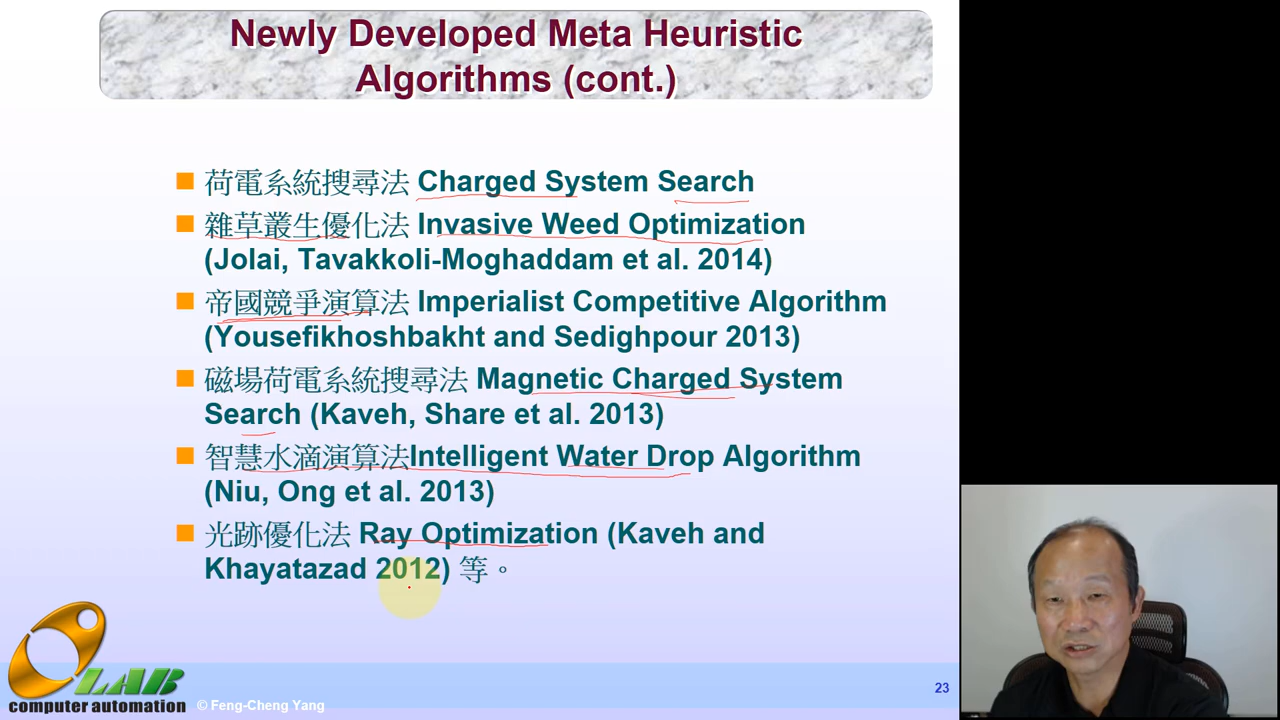 Newly Developed Meta Heuristic
Algorithms (cont.)
荷電系統搜尋法 Charged System Search
雜草叢生優化法 Invasive Weed Optimization
(Jolai, Tavakkoli-Moghaddam et al. 2014)
帝國競爭演算法 Imperialist Competitive Algorithm
(Yousefikhoshbakht and Sedighpour 2013)
磁場荷電系統搜尋法 Magnetic Charged System
Search (Kaveh, Share et al. 2013)
智慧水滴演算法Intelligent Water Drop Algorithm
(Niu, Ong et al. 2013)
光跡優化法 Ray Optimization (Kaveh and
Khayatazad 2012) 等。
LAB
computer automation
© Feng-Cheng Yang
23